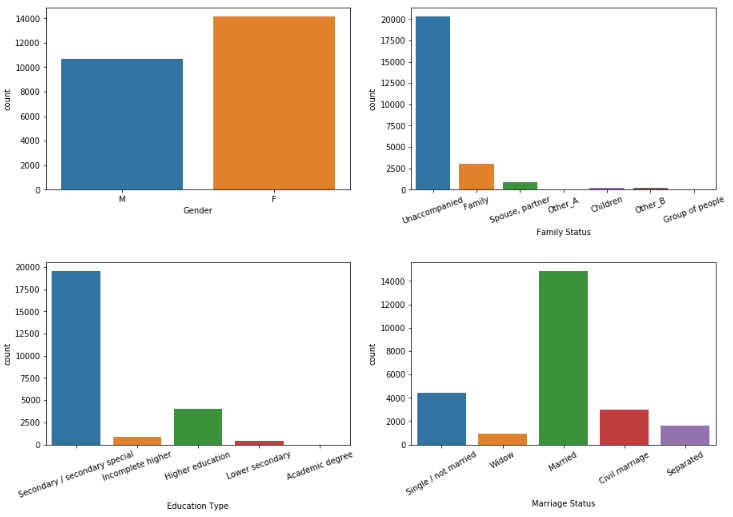 14000
12000
10000
8000
6000
4000
2000
0
count
M
F
Gender
20000
17500
15000
12500
10000
7500
5000
2500
0
count
Unaccompanied
Family
Spouse, partner
Other_A
Children
Other_B
Group of people
Family Status
20000
17500
15000
12500
10000
7500
5000
2500
0
count
Secondary / secondary special
Incomplete higher
Higher education
Lower secondary
Academic degree
Education Type
14000
12000
10000
8000
6000
4000
2000
0
count
Single / not married
Widow
Married
Civil marriage
Separated
Marriage Status